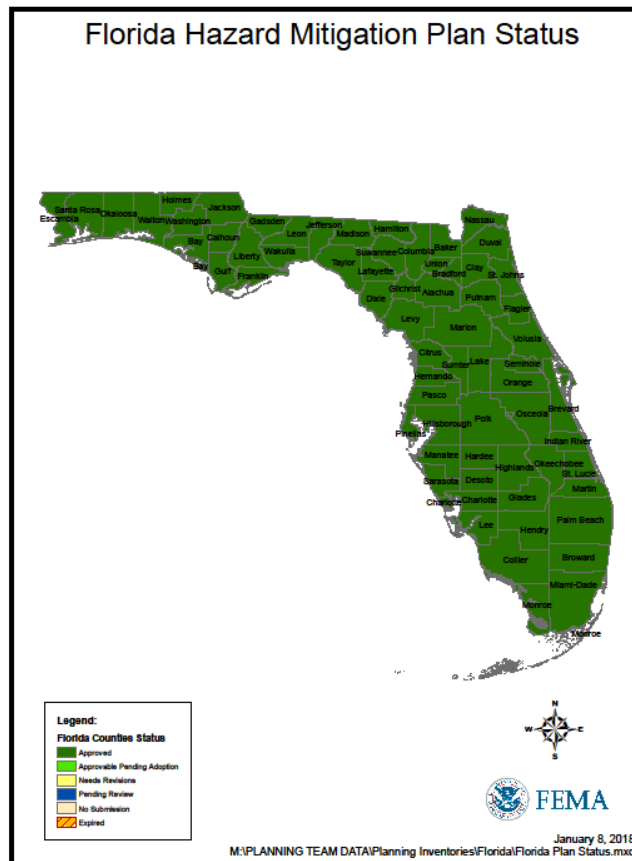 Florida Hazard Mitigation Plan Status
Holmes
Santa Rosa
Okaloosa
Jackson
Escambia
Walton
Washington
Gadsden
Jefferson
Nassau
Bay
Calhoun
Leon
Madison
Hamilton
Liberty
Wakulla
Suwannee
Columbia
Baker
Duval
Bay
Gulf
Franklin
Taylor
Lafayette
Union
Bradford
Clay
St. Johns
Gilchrist
Alachua
Dixie
Putnam
Flagler
Levy
Marion
Volusia
Citrus
Sumter
Lake
Seminole
Hernando
Orange
Pasco
Osceola
Brevard
Hillsborough
Polk
Pinellas
Indian River
Manatee
Hardee
Okeechobee
Highlands
St. Lucie
Sarasota
Desoto
Martin
Charlotte
Charlotte
Glades
Lee
Hendry
Palm Beach
Collier
Broward
Miami-Dade
Monroe
Monroe
Legend:
Florida Counties Status
Approved
Approvable Pending Adoption
Needs Revisions
Pending Review
No Submission
Expired
N
W
E
S
FEMA
January 8, 2018
M:\PLANNING TEAM DATA\Planning Inventories\Florida\Florida Plan Status.mxd